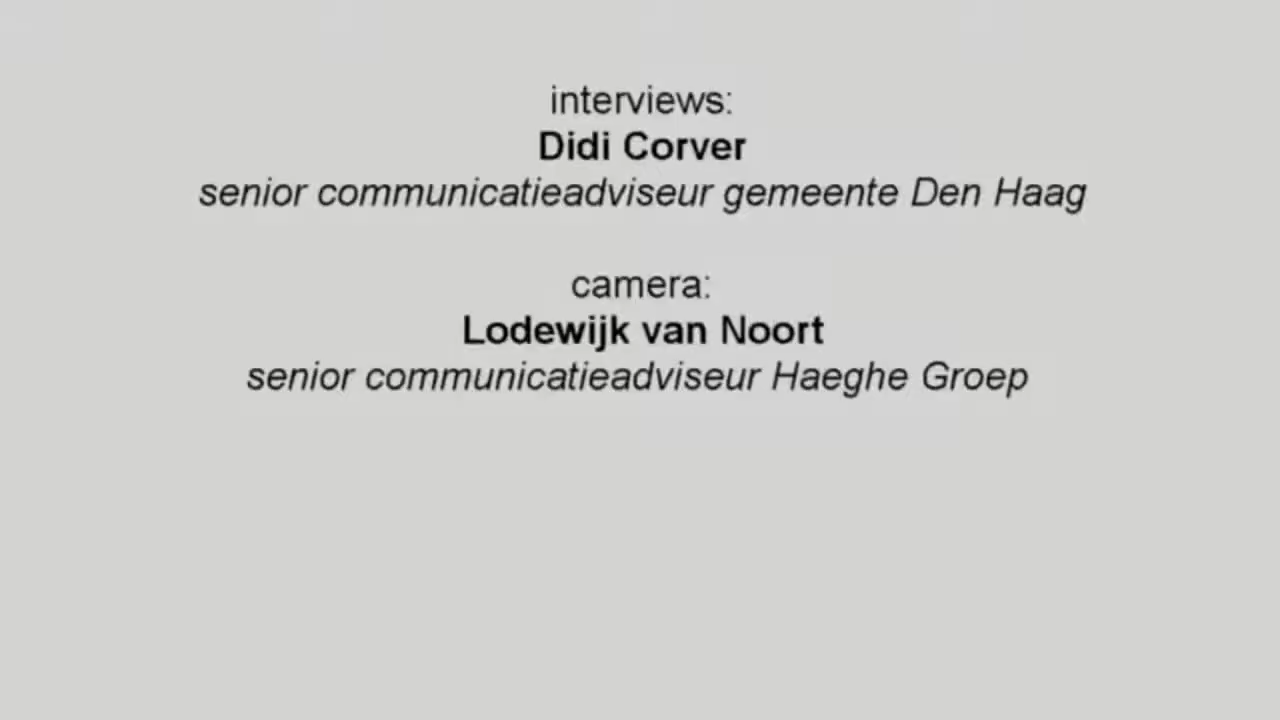 interviews:
Didi Corver
senior communicatieadviseur gemeente Den Haag
camera:
Lodewijk van Noort
senior communicatieadviseur Haeghe Groep